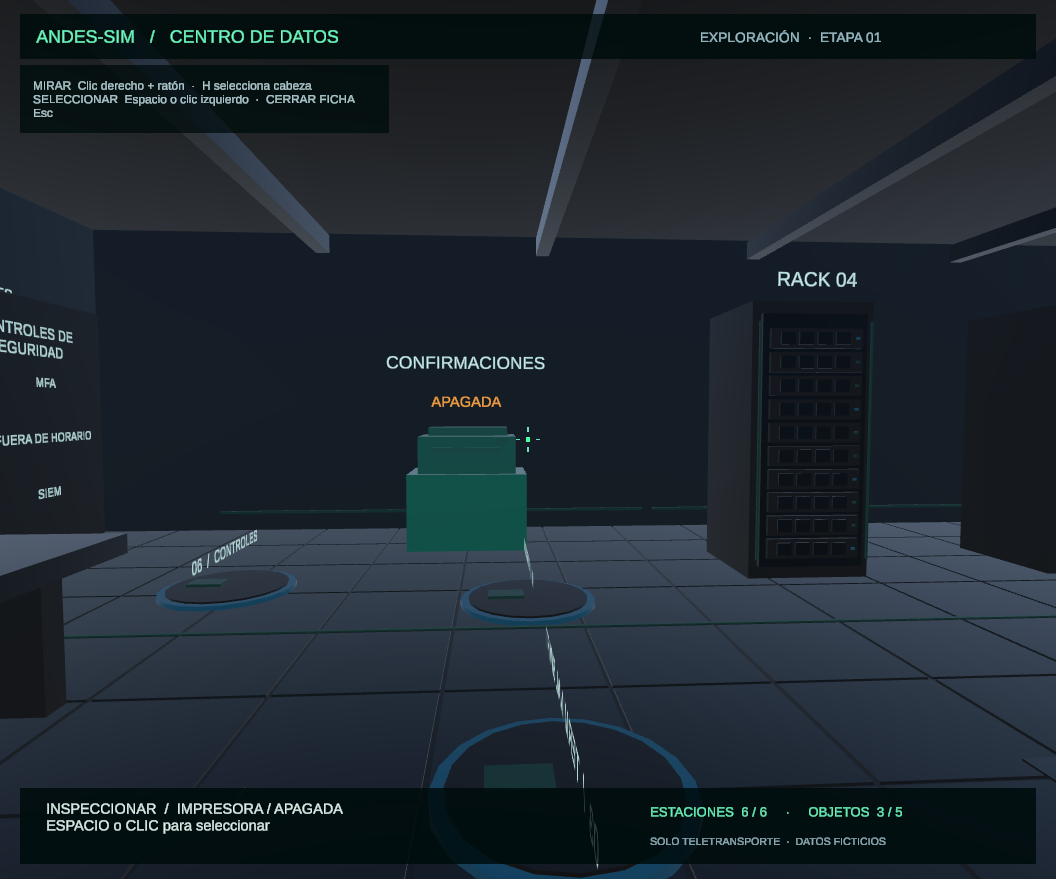 ANDES-SIM / CENTRO DE DATOS
EXPLORACIÓN · ETAPA 01
MIRAR Clic derecho + ratón · H selecciona cabeza
SELECCIONAR Espacio o clic izquierdo · CERRAR FICHA
Esc
RACK 04
NTROLES DE
EGURIDAD
MFA
FUERA DE HORARIO
SIEM
CONFIRMACIONES
APAGADA
06 / CONTROLES
INSPECCIONAR / IMPRESORA / APAGADA
ESPACIO o CLIC para seleccionar
ESTACIONES 6 / 6 · OBJETOS 3 / 5
SOLO TELETRANSPORTE · DATOS FICTICIOS